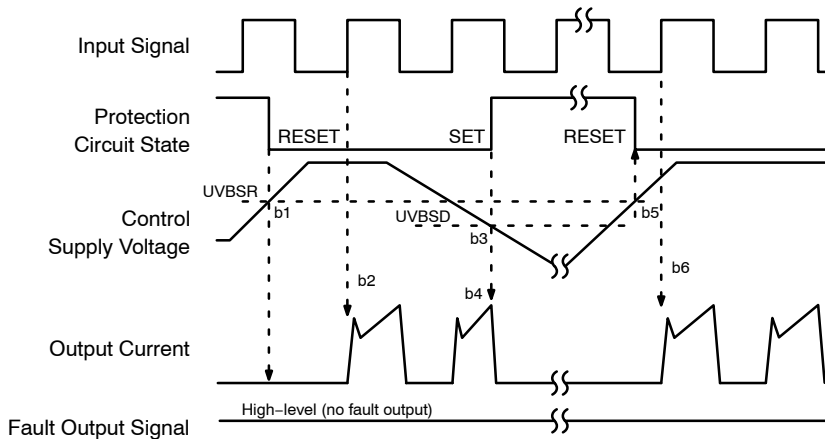 Input Signal
Protection
Circuit State
RESET
SET
RESET
UVBSR
b1
UVBSD
b3
b5
Control
Supply Voltage
b2
b4
b6
Output Current
High−level (no fault output)
Fault Output Signal